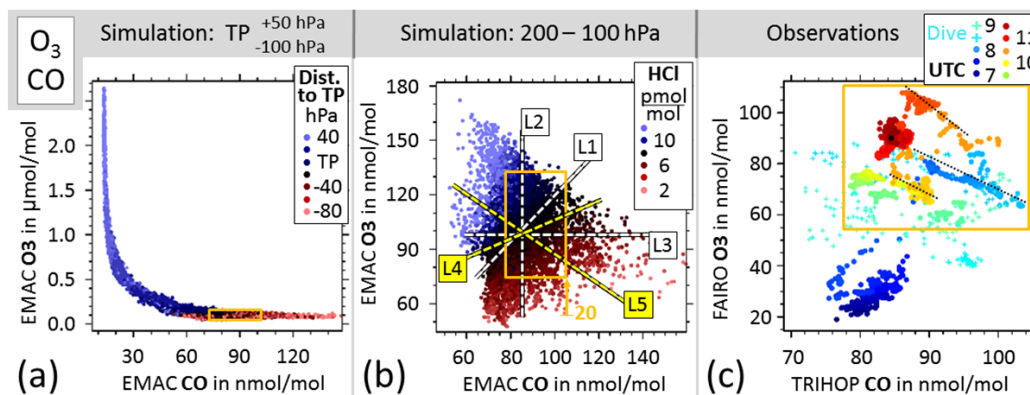 O3
CO
Simulation: TP +50 hPa
-100 hPa
Simulation: 200 – 100 hPa
Observations
Dive
UTC
9
8
7
11
10
Dist.
to TP
hPa
40
TP
-40
-80
EMAC O3 in µmol/mol
2.5
2.0
1.5
1.0
0.5
0.0
30
60
90
120
EMAC CO in nmol/mol
(a)
HCl
pmol
mol
10
6
2
L2
L1
L3
L4
L5
20
EMAC O3 in nmol/mol
180
150
120
90
60
60
80
100
120
140
EMAC CO in nmol/mol
(b)
FAIRO O3 in nmol/mol
100
80
60
40
20
70
80
90
100
TRIHOP CO in nmol/mol
(c)